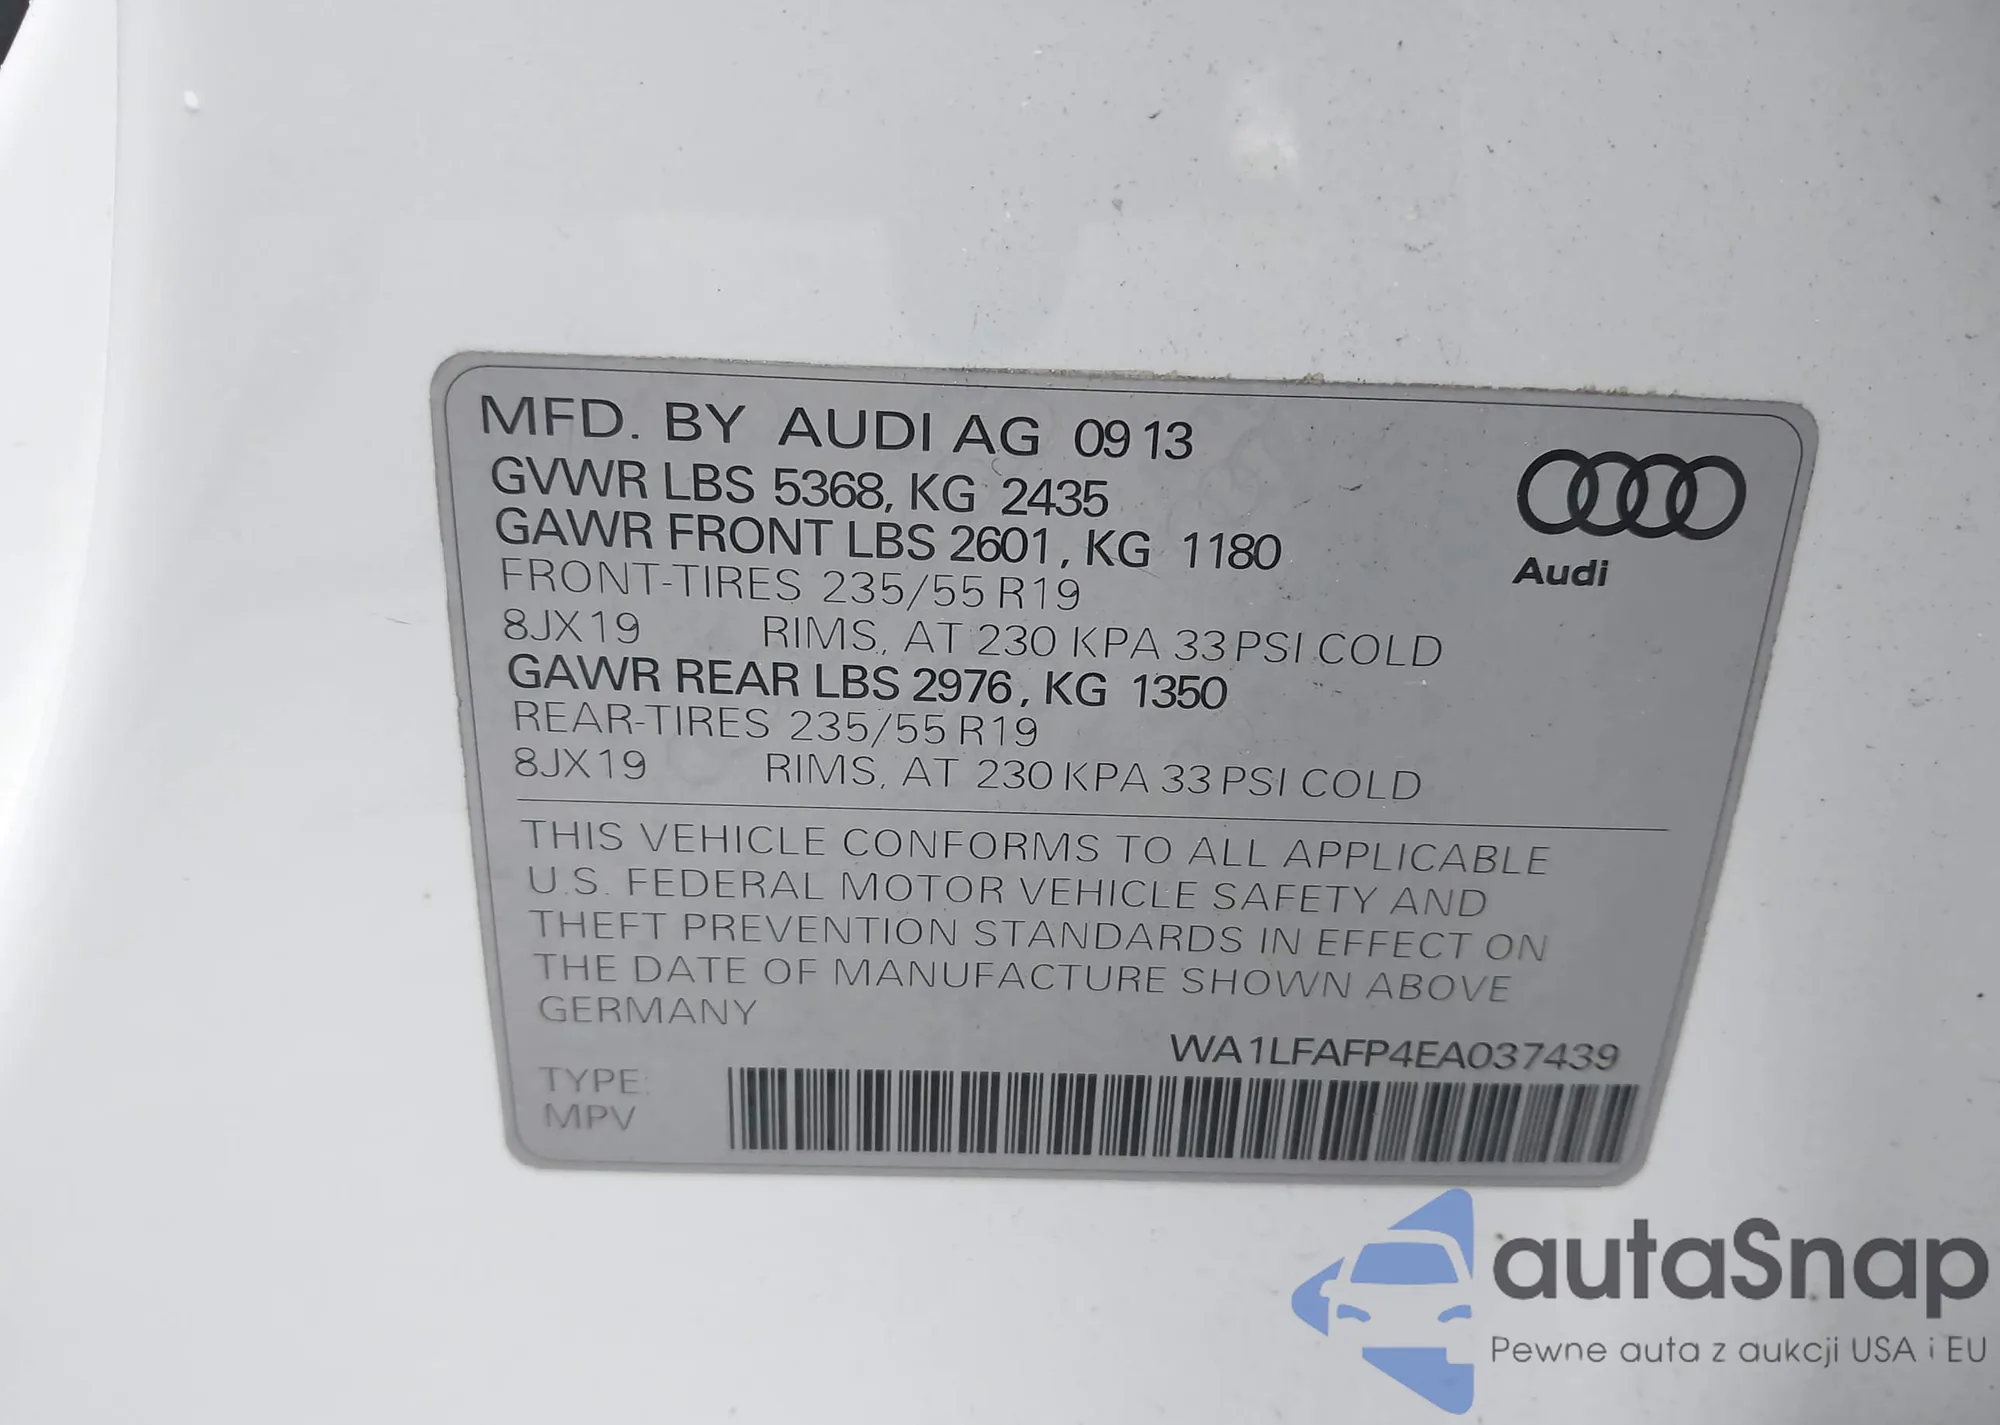 MFD. BY AUDI AG 09 13
GVWR LBS 5368, KG 2435
GAWR FRONT LBS 2601, KG 1180
FRONT-TIRES 235/55 R19
8JX19 RIMS, AT 230 KPA 33 PSI COLD
GAWR REAR LBS 2976, KG 1350
REAR-TIRES 235/55 R19
8JX19 RIMS, AT 230 KPA 33 PSI COLD
Audi
THIS VEHICLE CONFORMS TO ALL APPLICABLE
U.S. FEDERAL MOTOR VEHICLE SAFETY AND
THEFT PREVENTION STANDARDS IN EFFECT ON
THE DATE OF MANUFACTURE SHOWN ABOVE
GERMANY
WA1LFAFP4EA037439
TYPE:
MPV
autaSnap
Pewne auta z aukcji USA i EU